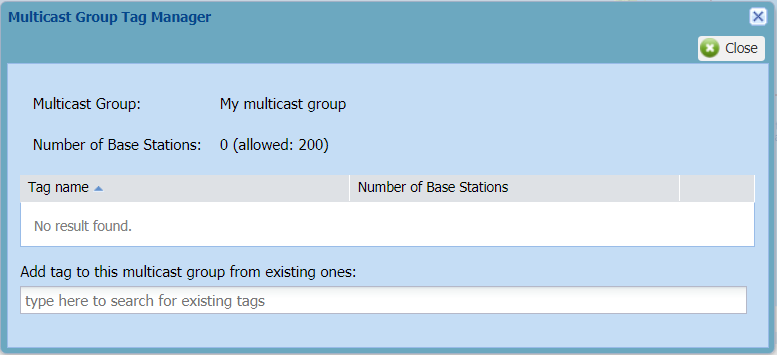 Multicast Group Tag Manager
Close
Multicast Group: My multicast group
Number of Base Stations: 0 (allowed: 200)
Tag name Number of Base Stations
No result found.
Add tag to this multicast group from existing ones:
type here to search for existing tags